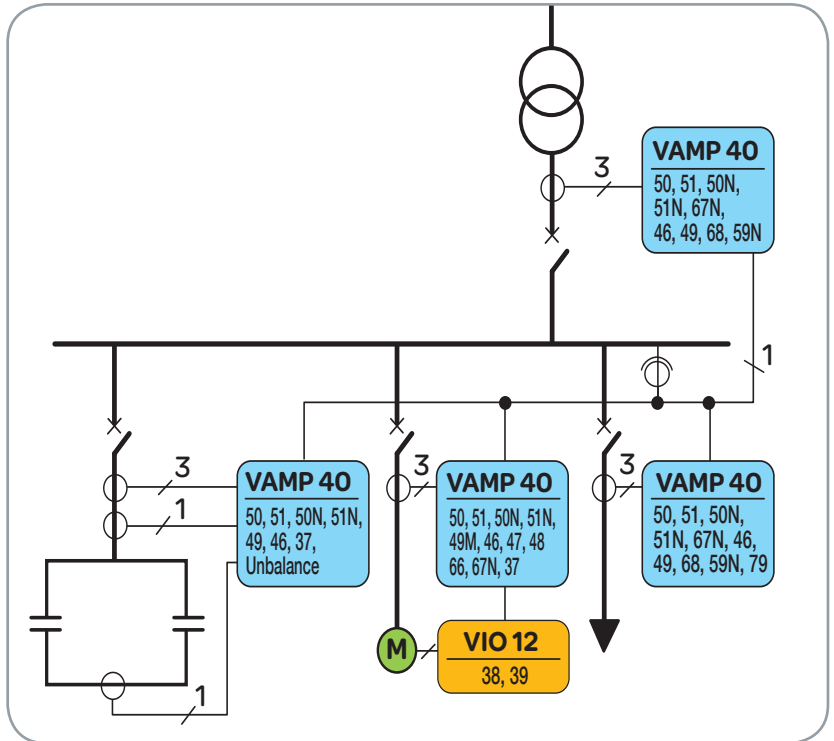 3
VAMP 40
50, 51, 50N,
51N, 67N,
46, 49, 68, 59N
1
3
1
VAMP 40
50, 51, 50N, 51N,
49, 46, 37,
Unbalance
1
3
VAMP 40
50, 51, 50N, 51N,
49M, 46, 47, 48
66, 67N, 37
3
VAMP 40
50, 51, 50N,
51N, 67N, 46,
49, 68, 59N, 79
M
VIO 12
38, 39